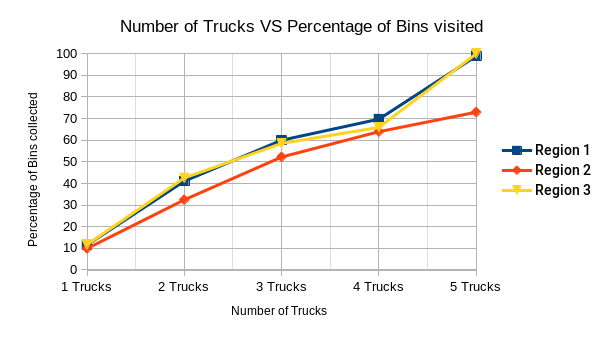 Number of Trucks VS Percentage of Bins visited
100
90
80
70
60
50
40
30
20
10
0
Percentage of Bins collected
1 Trucks
2 Trucks
3 Trucks
4 Trucks
5 Trucks
Number of Trucks
Region 1
Region 2
Region 3